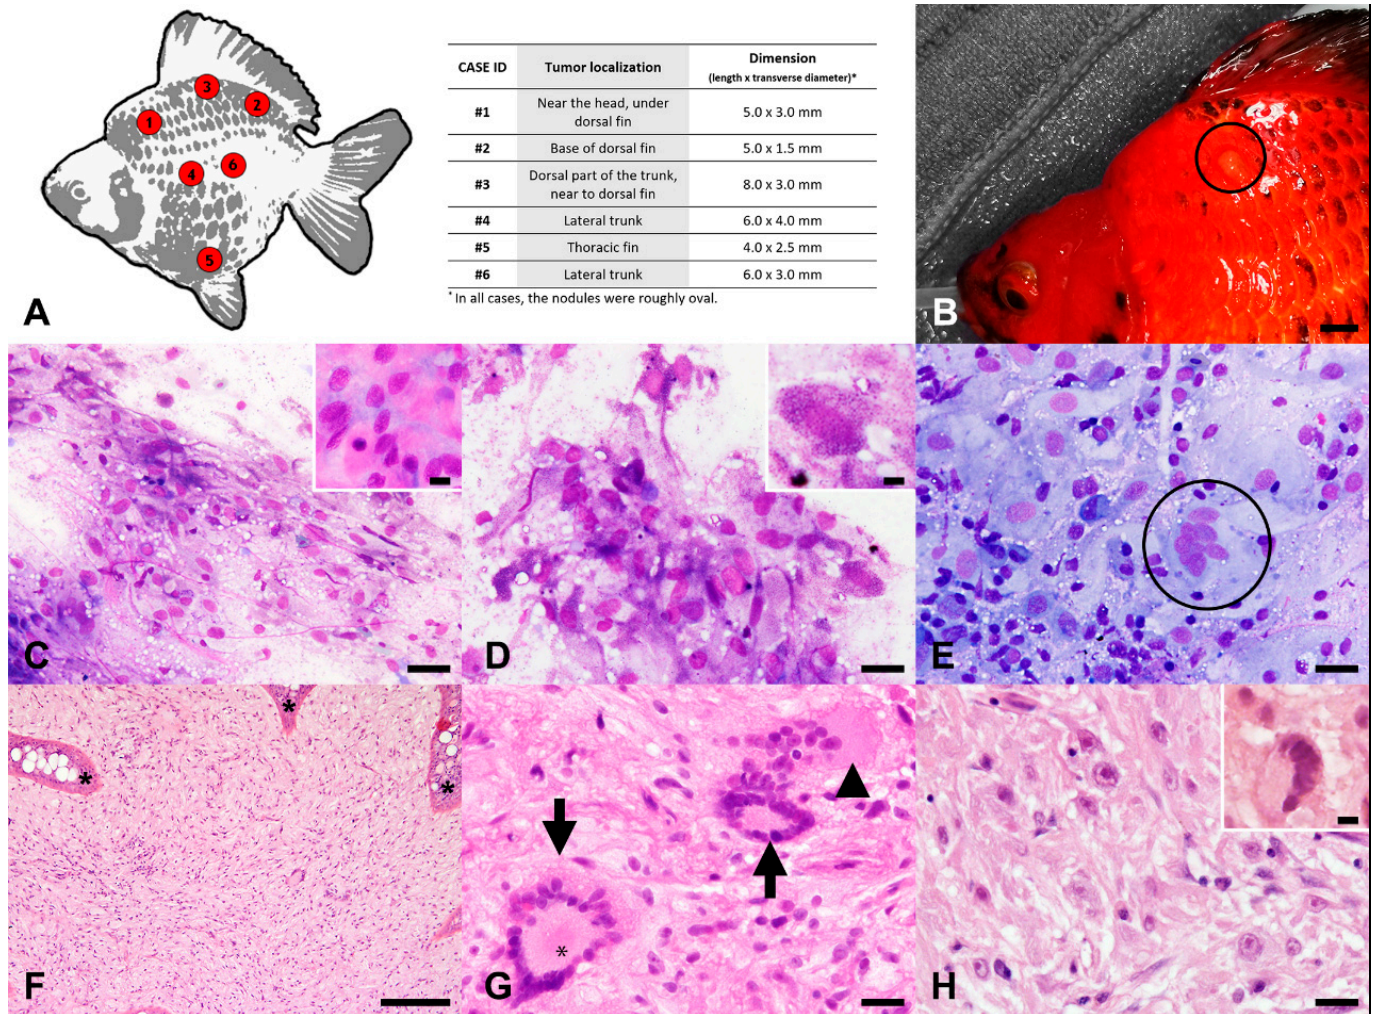 3
2
1
6
4
5
A
CASE ID Tumor localization Dimension
(length x transverse diameter)*
#1 Near the head, under
dorsal fin 5.0 x 3.0 mm
#2 Base of dorsal fin 5.0 x 1.5 mm
#3 Dorsal part of the trunk,
near to dorsal fin 8.0 x 3.0 mm
#4 Lateral trunk 6.0 x 4.0 mm
#5 Thoracic fin 4.0 x 2.5 mm
#6 Lateral trunk 6.0 x 3.0 mm
* In all cases, the nodules were roughly oval.
B
C
D
E
*
*
*
F
*
G
H